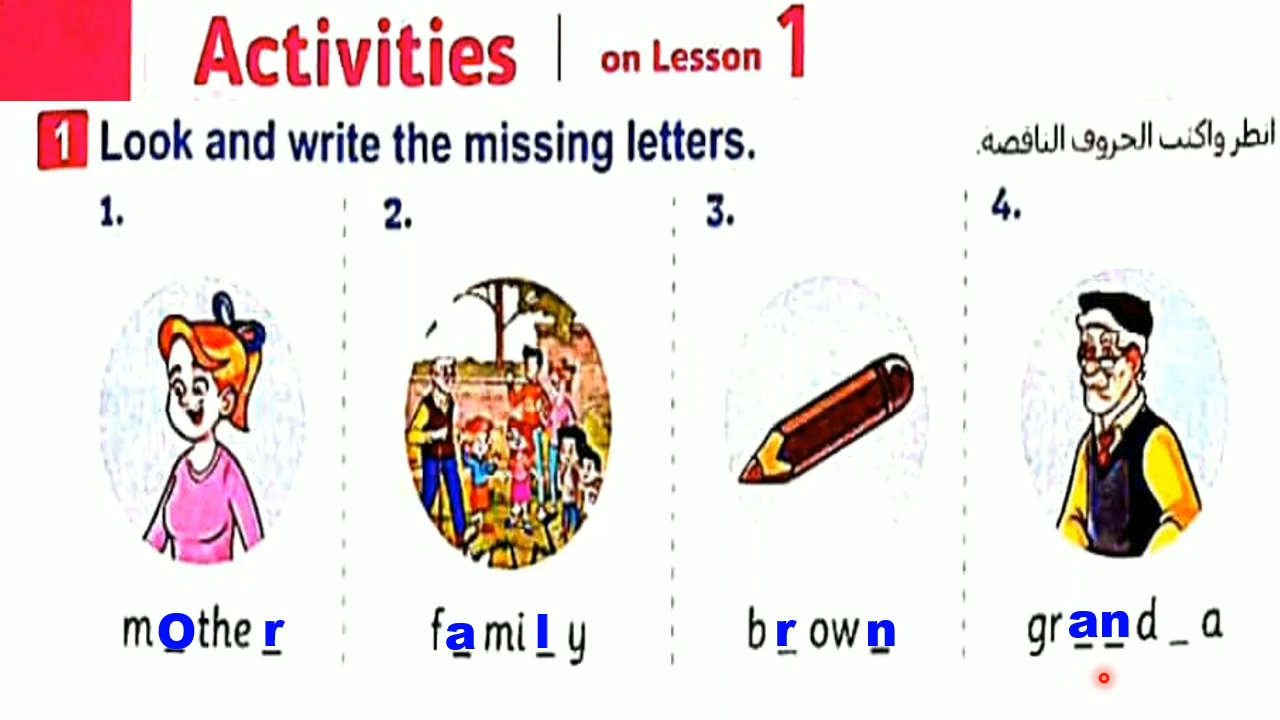 Activities | on Lesson 1
1 Look and write the missing letters. انظر واكتب الحروف الناقصة.
1. 2. 3. 4.
mother family brown grand_a